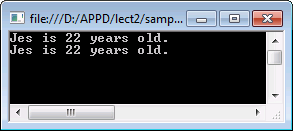 file:///D:/APPD/lect2/samp...
Jes is 22 years old.
Jes is 22 years old.